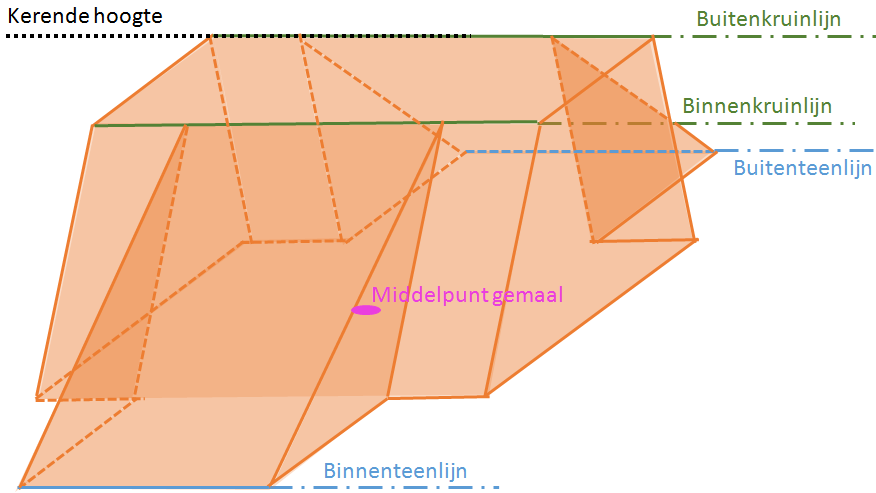 Kerende hoogte
Buitenkruinlijn
Binnenkruinlijn
Buitenteenlijn
Middelpunt gemaal
Binnenteenlijn